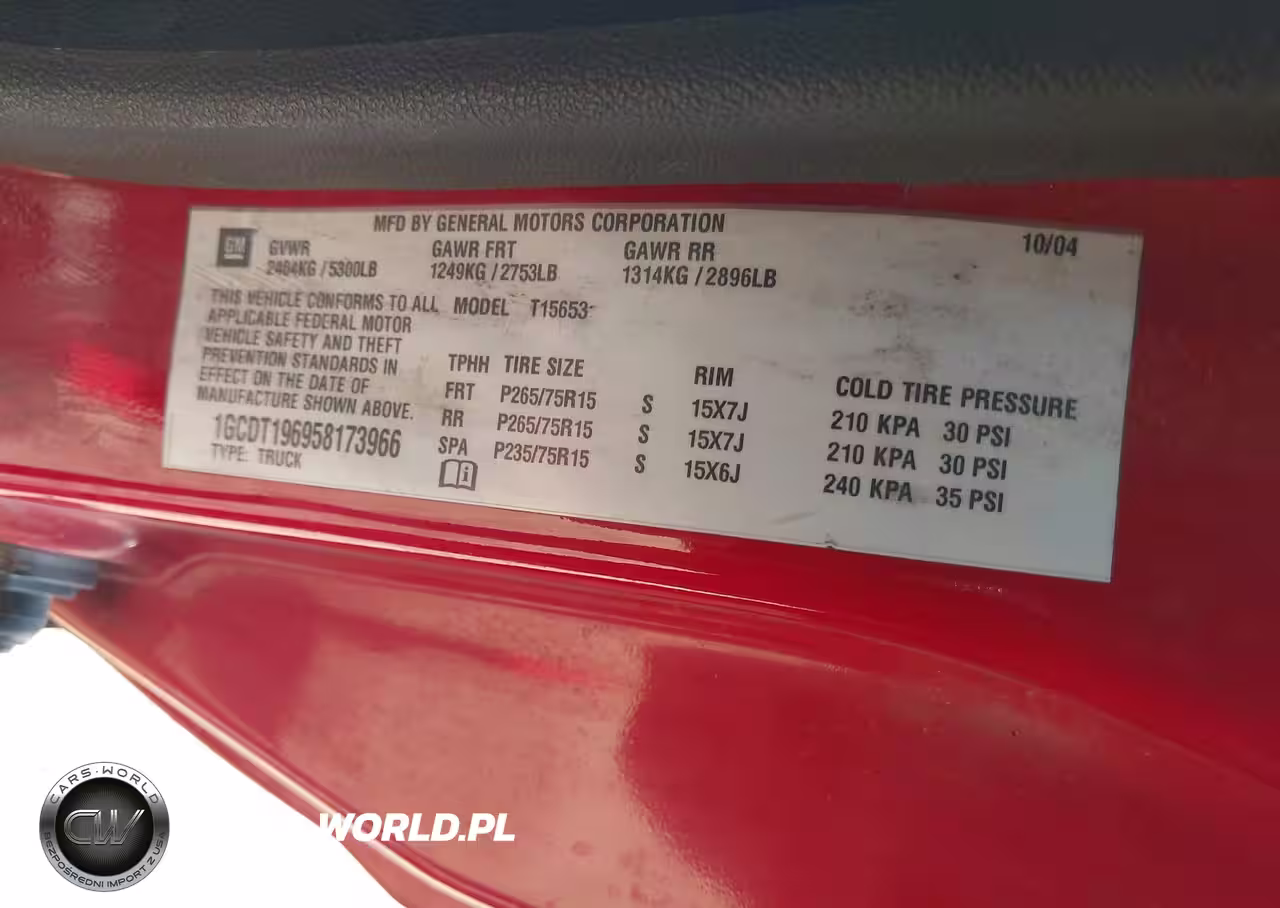 MFD BY GENERAL MOTORS CORPORATION
10/04
GM
GVWR GAWR FRT GAWR RR
2404KG / 5300LB 1249KG / 2753LB 1314KG / 2896LB
THIS VEHICLE CONFORMS TO ALL
APPLICABLE FEDERAL MOTOR
VEHICLE SAFETY AND THEFT
PREVENTION STANDARDS IN
EFFECT ON THE DATE OF
MANUFACTURE SHOWN ABOVE.
1GCDT196958173966
TYPE: TRUCK
MODEL T15653
TPHH TIRE SIZE RIM COLD TIRE PRESSURE
FRT P265/75R15 S 15X7J 210 KPA 30 PSI
RR P265/75R15 S 15X7J 210 KPA 30 PSI
SPA P235/75R15 S 15X6J 240 KPA 35 PSI
i
CARS-WORLD
CW
BEZPOŚREDNI IMPORT Z USA
WORLD.PL